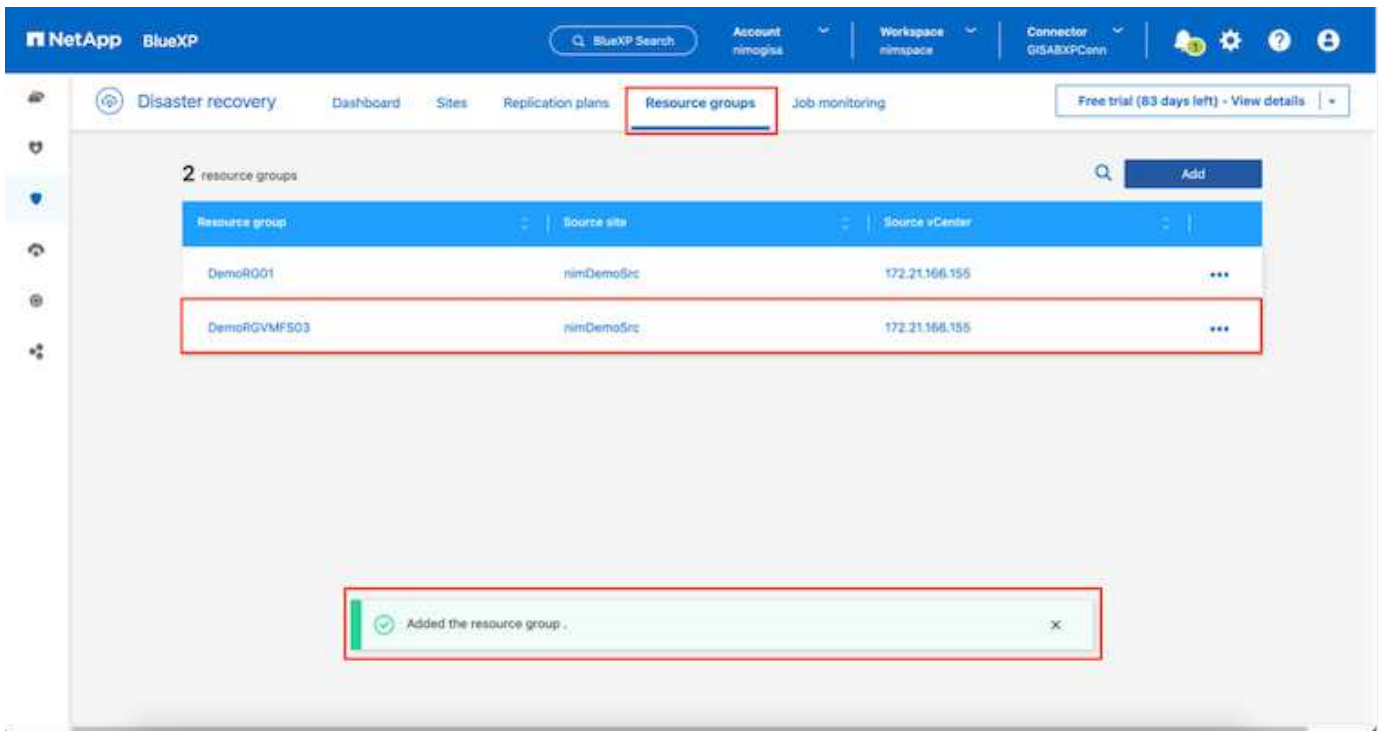 NetApp BlueXP
BlueXP Search
Account
nimogisa
Workspace
nimspace
Connector
GISABXPConn
1
Disaster recovery
Dashboard
Sites
Replication plans
Resource groups
Job monitoring
Free trial (83 days left) - View details
2 resource groups
Add
Resource group
Source site
Source vCenter
DemoRG01
nimDemoSrc
172.21.166.155
DemoRGVMFS03
nimDemoSrc
172.21.166.155
Added the resource group .